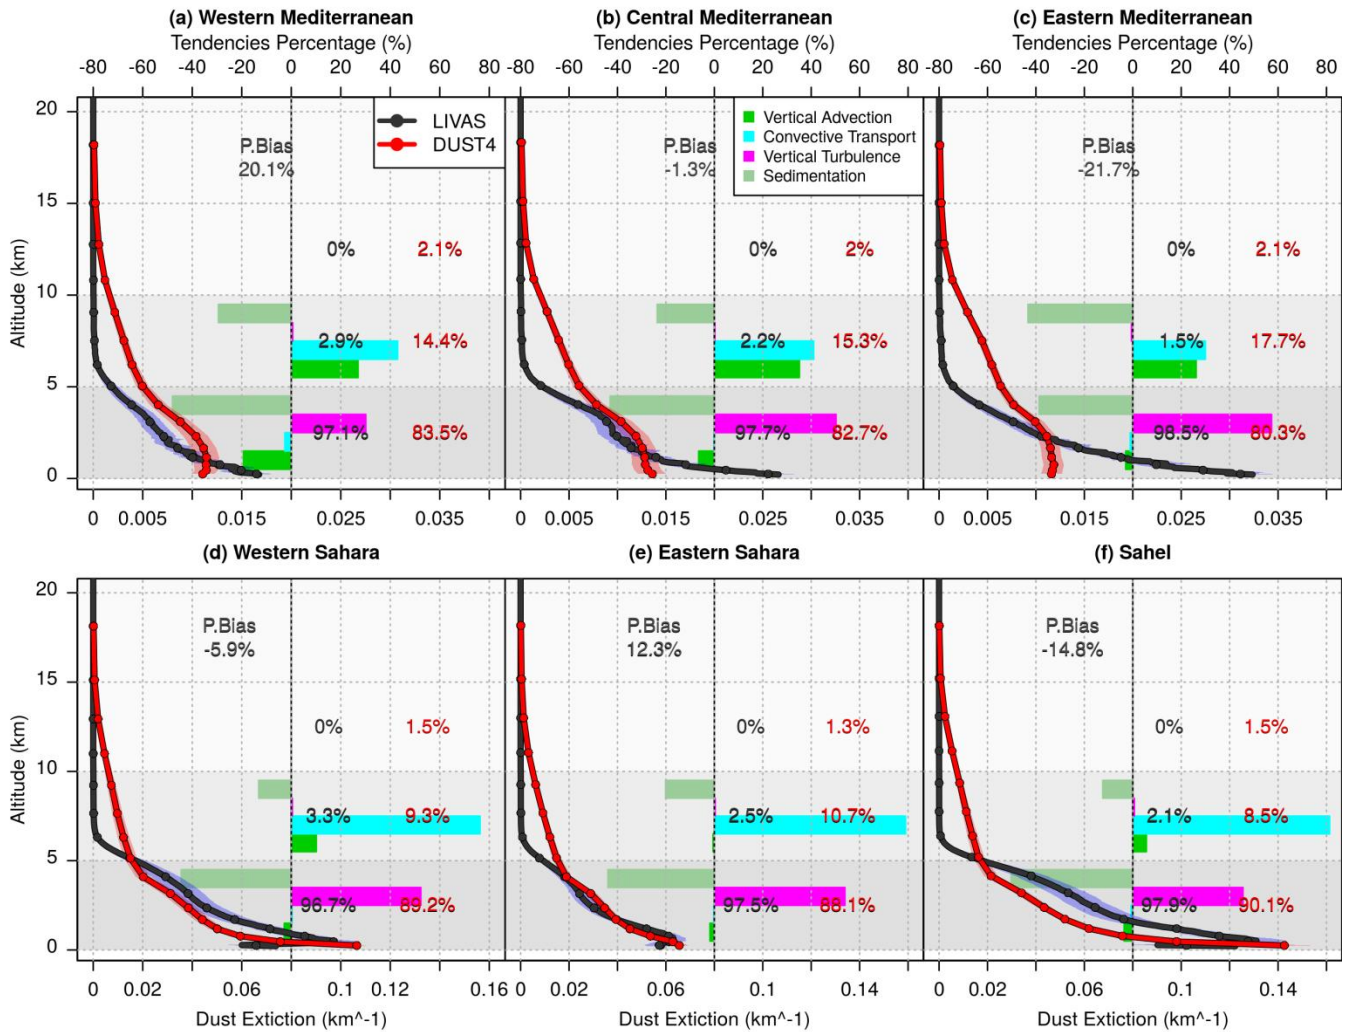 (a) Western Mediterranean
Tendencies Percentage (%)
-80 -60 -40 -20 0 20 40 60 80
(b) Central Mediterranean
Tendencies Percentage (%)
-80 -60 -40 -20 0 20 40 60 80
(c) Eastern Mediterranean
Tendencies Percentage (%)
-80 -60 -40 -20 0 20 40 60 80
Altitude (km)
20
15
10
5
0
LIVAS
DUST4
P.Bias
20.1%
0% 2.1%
2.9% 14.4%
97.1% 83.5%
0 0.005 0.015 0.025 0.035
Vertical Advection
Convective Transport
Vertical Turbulence
Sedimentation
P.Bias
-1.3%
0% 2%
2.2% 15.3%
97.7% 82.7%
0 0.005 0.015 0.025 0.035
P.Bias
-21.7%
0% 2.1%
1.5% 17.7%
98.5% 80.3%
0 0.005 0.015 0.025 0.035
(d) Western Sahara
(e) Eastern Sahara
(f) Sahel
Altitude (km)
20
15
10
5
0
P.Bias
-5.9%
0% 1.5%
3.3% 9.3%
96.7% 89.2%
0 0.02 0.06 0.1 0.12 0.16
Dust Extiction (km^-1)
P.Bias
12.3%
0% 1.3%
2.5% 10.7%
97.5% 88.1%
0 0.02 0.06 0.1 0.14
Dust Extiction (km^-1)
P.Bias
-14.8%
0% 1.5%
2.1% 8.5%
97.9% 90.1%
0 0.02 0.06 0.1 0.14
Dust Extiction (km^-1)